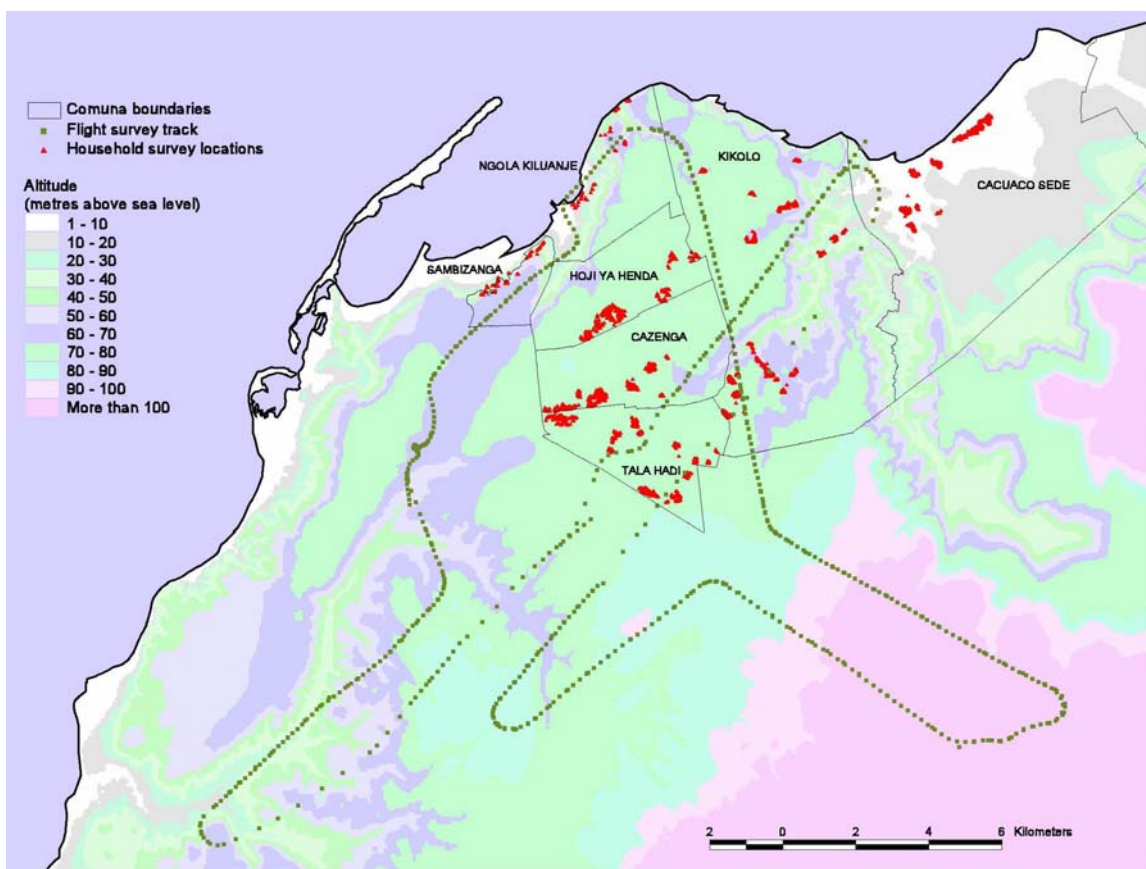 Comuna boundaries
Flight survey track
Household survey locations
Altitude
(metres above sea level)
1 - 10
10 - 20
20 - 30
30 - 40
40 - 50
50 - 60
60 - 70
70 - 80
80 - 90
90 - 100
More than 100
NGOLA KILUANJE
KIKOLO
CACUACO SEDE
SAMBIZANGA
HOJI YA HENDA
CAZENGA
TALA HADI
2 0 2 4 6 Kilometers